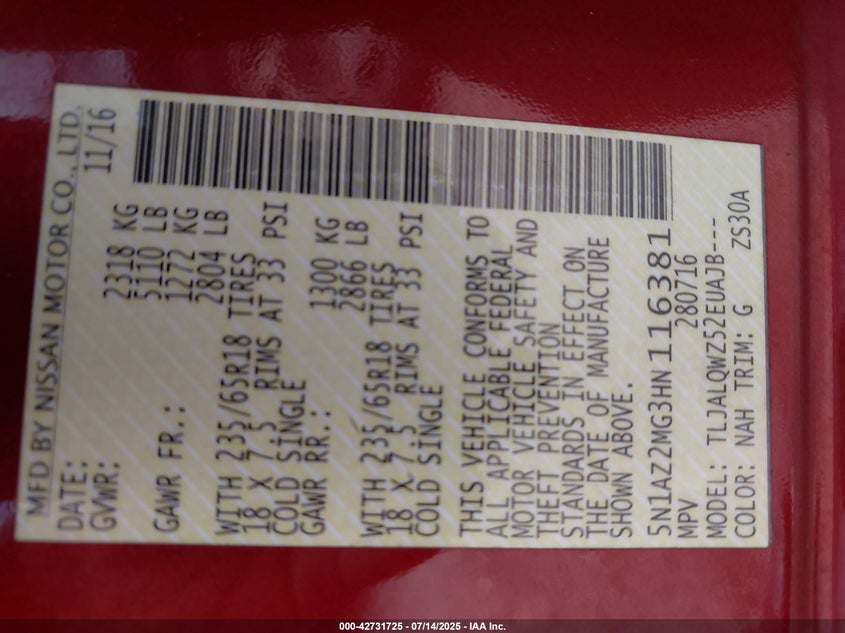 MFD BY NISSAN MOTOR CO., LTD.
DATE: 11/16
GVWR: 2318 KG
5110 LB
GAWR FR.: 1272 KG
2804 LB
WITH 235/65R18 TIRES
18 X 7.5 RIMS AT 33 PSI
COLD SINGLE
GAWR RR.: 1300 KG
2866 LB
WITH 235/65R18 TIRES
18 X 7.5 RIMS AT 33 PSI
COLD SINGLE
THIS VEHICLE CONFORMS TO
ALL APPLICABLE FEDERAL
MOTOR VEHICLE SAFETY AND
THEFT PREVENTION
STANDARDS IN EFFECT ON
THE DATE OF MANUFACTURE
SHOWN ABOVE.
5N1AZ2MG3HN116381
MPV 280716
MODEL: TLJALQWZ52EUAJB---
COLOR: NAH TRIM: G ZS30A
000-42731725 - 07/14/2025 - IAA Inc.